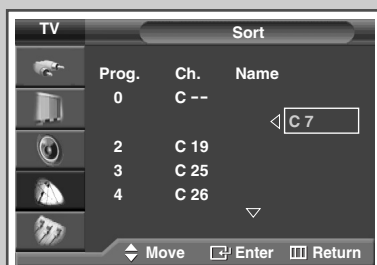 TV
Sort
Prog. Ch. Name
0 C --
C 7
2 C 19
3 C 25
4 C 26
Move Enter Return